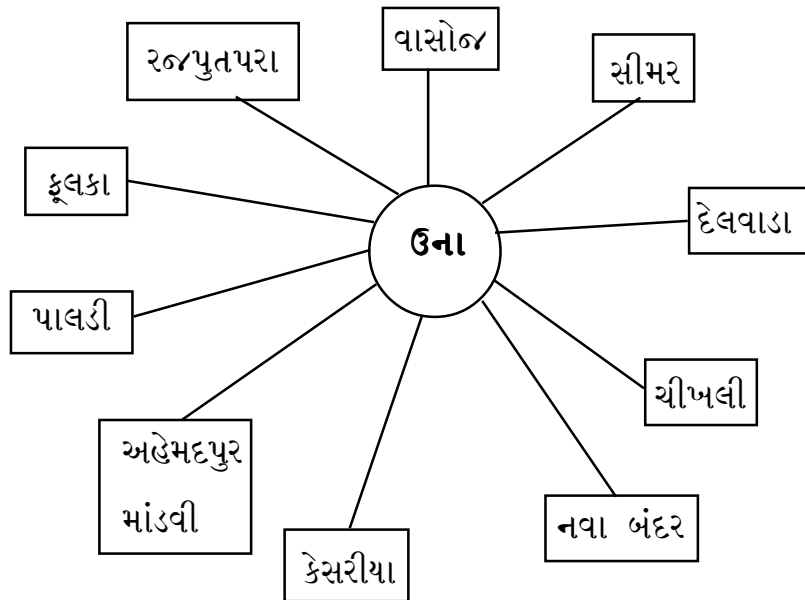 વાસોજ
રજપુતપરા
સીમર
ફૂલકા
દેલવાડા
ઉના
પાલડી
ચીખલી
અહેમદપુર
માંડવી
નવા બંદર
કેસરીયા